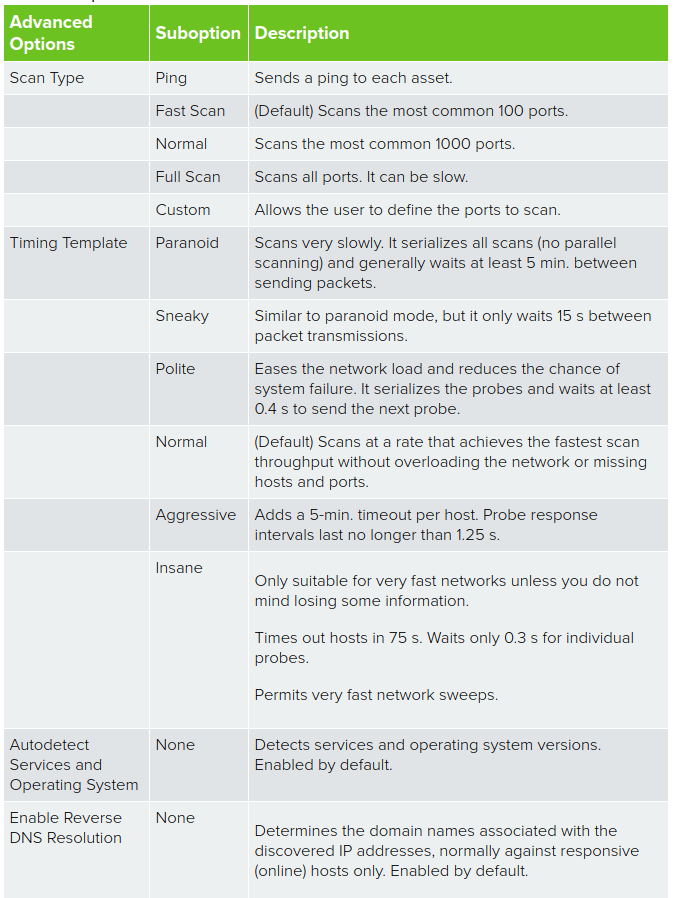 Advanced
Options
Suboption
Description
Scan Type
Ping
Sends a ping to each asset.
Fast Scan
(Default) Scans the most common 100 ports.
Normal
Scans the most common 1000 ports.
Full Scan
Scans all ports. It can be slow.
Custom
Allows the user to define the ports to scan.
Timing Template
Paranoid
Scans very slowly. It serializes all scans (no parallel
scanning) and generally waits at least 5 min. between
sending packets.
Sneaky
Similar to paranoid mode, but it only waits 15 s between
packet transmissions.
Polite
Eases the network load and reduces the chance of
system failure. It serializes the probes and waits at least
0.4 s to send the next probe.
Normal
(Default) Scans at a rate that achieves the fastest scan
throughput without overloading the network or missing
hosts and ports.
Aggressive
Adds a 5-min. timeout per host. Probe response
intervals last no longer than 1.25 s.
Insane
Only suitable for very fast networks unless you do not
mind losing some information.
Times out hosts in 75 s. Waits only 0.3 s for individual
probes.
Permits very fast network sweeps.
Autodetect
Services and
Operating System
None
Detects services and operating system versions.
Enabled by default.
Enable Reverse
DNS Resolution
None
Determines the domain names associated with the
discovered IP addresses, normally against responsive
(online) hosts only. Enabled by default.